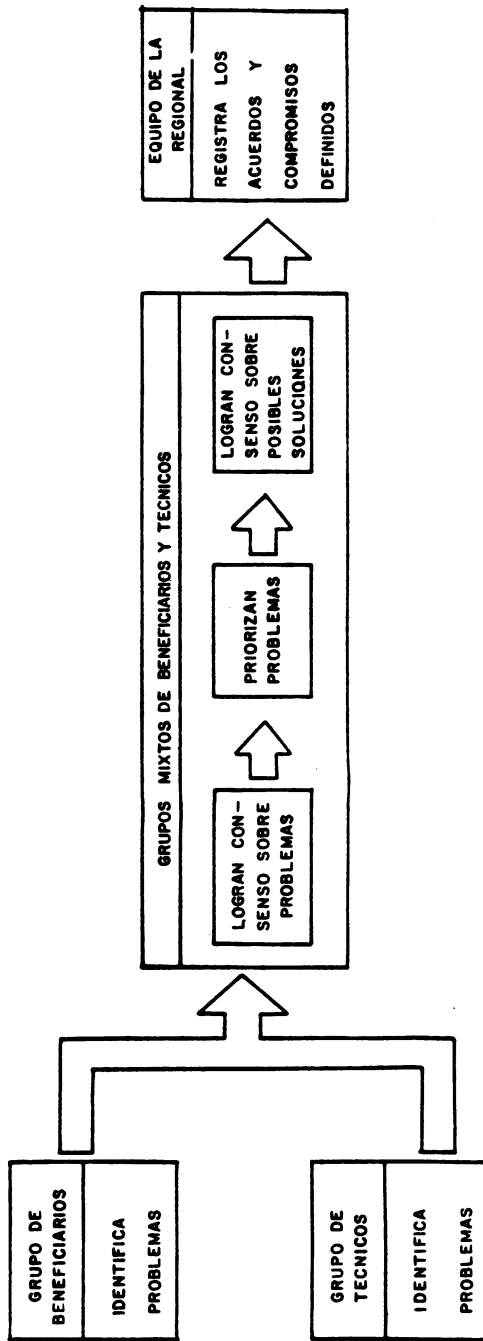 GRUPO DE
BENEFICIARIOS
IDENTIFICA
PROBLEMAS
GRUPO DE
TECNICOS
IDENTIFICA
PROBLEMAS
GRUPOS MIXTOS DE BENEFICIARIOS Y TECNICOS
LOGRAN CON-
SENSO SOBRE
PROBLEMAS
PRIORIZAN
PROBLEMAS
LOGRAN CON-
SENSO SOBRE
POSIBLES
SOLUCIONES
EQUIPO DE LA
REGIONAL
REGISTRA LOS
ACUERDOS Y
COMPROMISOS
DEFINIDOS